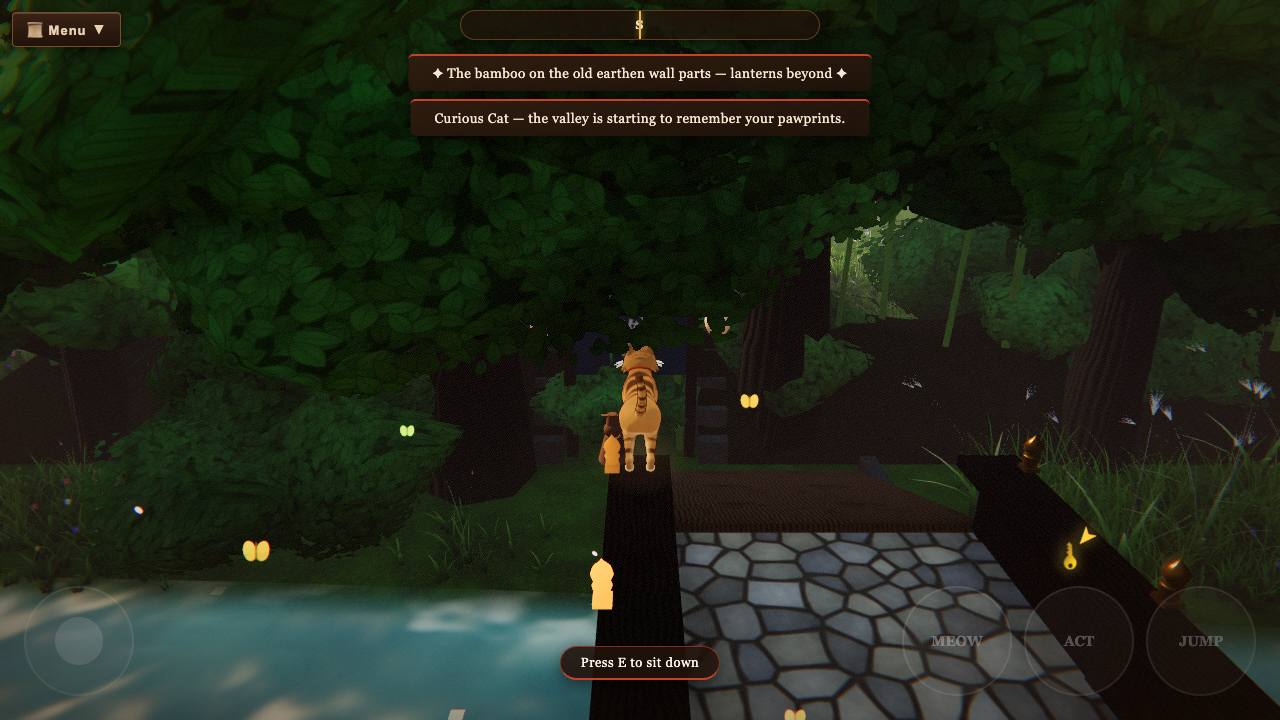 Menu ▼
S
✦ The bamboo on the old earthen wall parts — lanterns beyond ✦
Curious Cat — the valley is starting to remember your pawprints.
MEOW
ACT
JUMP
Press E to sit down